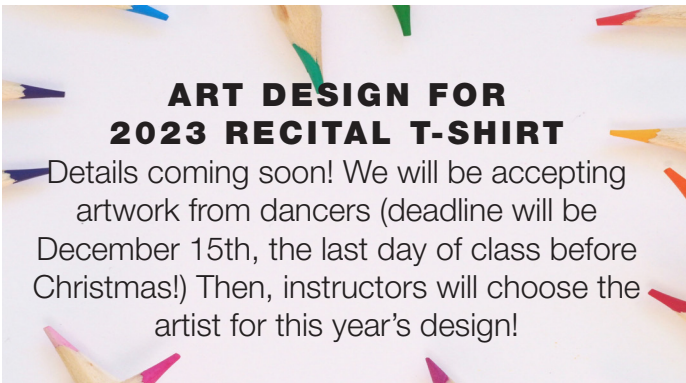 ART DESIGN FOR
2023 RECITAL T-SHIRT
Details coming soon! We will be accepting
artwork from dancers (deadline will be
December 15th, the last day of class before
Christmas!) Then, instructors will choose the
artist for this year’s design!